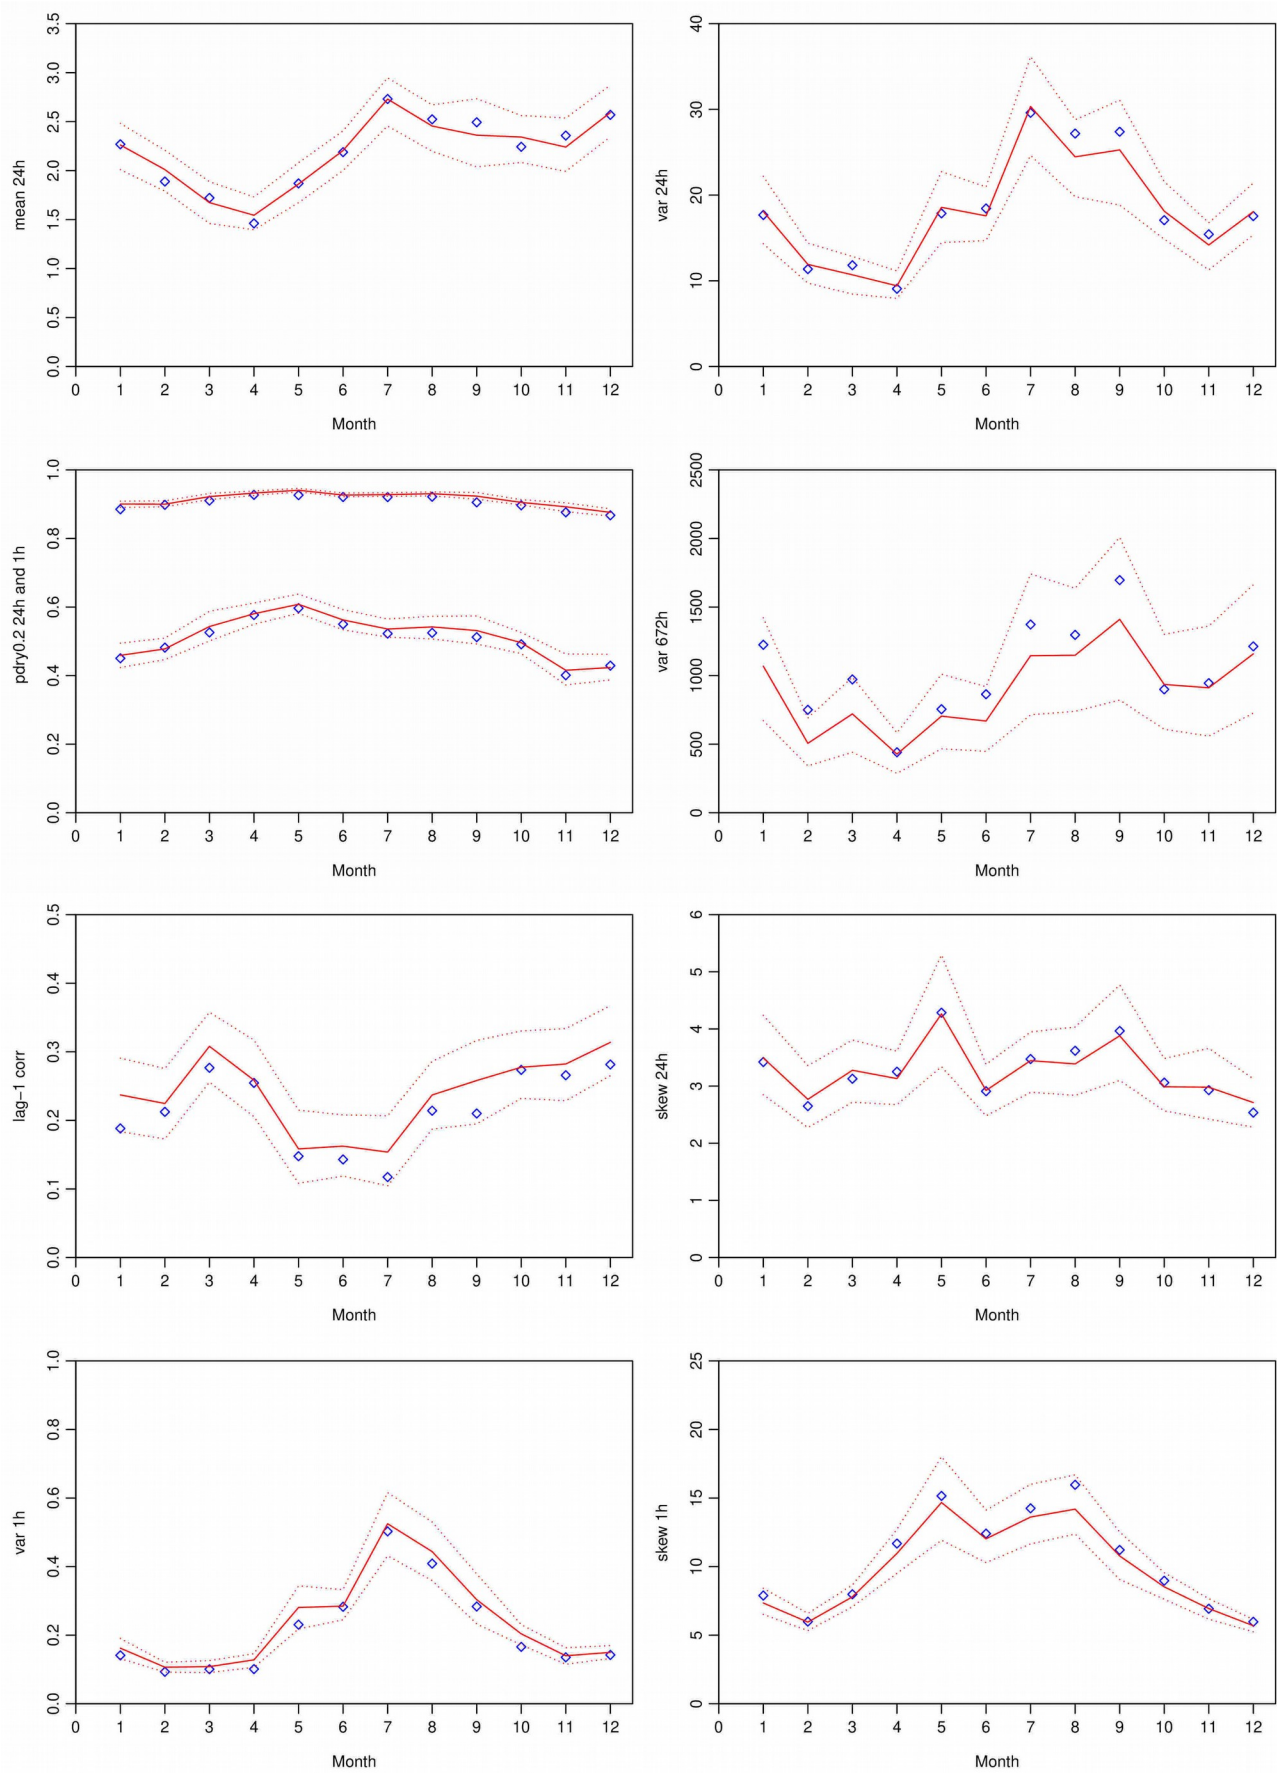 mean 24h
0.0 0.5 1.0 1.5 2.0 2.5 3.0 3.5
0 1 2 3 4 5 6 7 8 9 10 11 12
Month
var 24h
0 10 20 30 40
0 1 2 3 4 5 6 7 8 9 10 11 12
Month
pdry0.2 24h and 1h
0.0 0.2 0.4 0.6 0.8 1.0
0 1 2 3 4 5 6 7 8 9 10 11 12
Month
var 672h
0 500 1000 1500 2000 2500
0 1 2 3 4 5 6 7 8 9 10 11 12
Month
lag−1 corr
0.0 0.1 0.2 0.3 0.4 0.5
0 1 2 3 4 5 6 7 8 9 10 11 12
Month
skew 24h
0 1 2 3 4 5 6
0 1 2 3 4 5 6 7 8 9 10 11 12
Month
var 1h
0.0 0.2 0.4 0.6 0.8 1.0
0 1 2 3 4 5 6 7 8 9 10 11 12
Month
skew 1h
0 5 10 15 20 25
0 1 2 3 4 5 6 7 8 9 10 11 12
Month